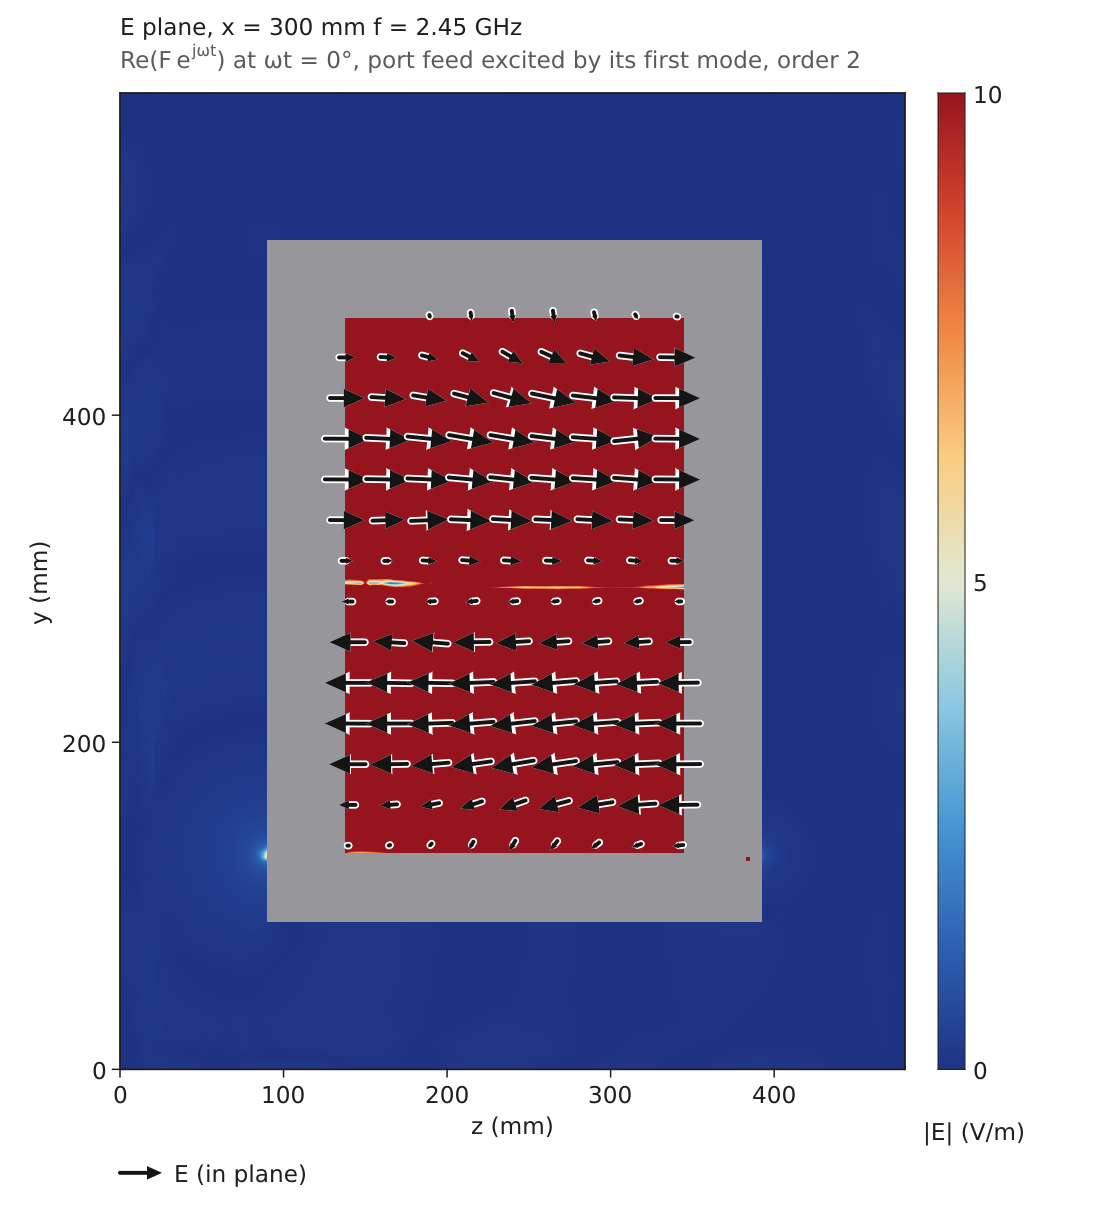 E plane, x = 300 mm f = 2.45 GHz
Re(F e^jωt) at ωt = 0°, port feed excited by its first mode, order 2
10
5
0
|E| (V/m)
400
200
0
y (mm)
0 100 200 300 400
z (mm)
E (in plane)